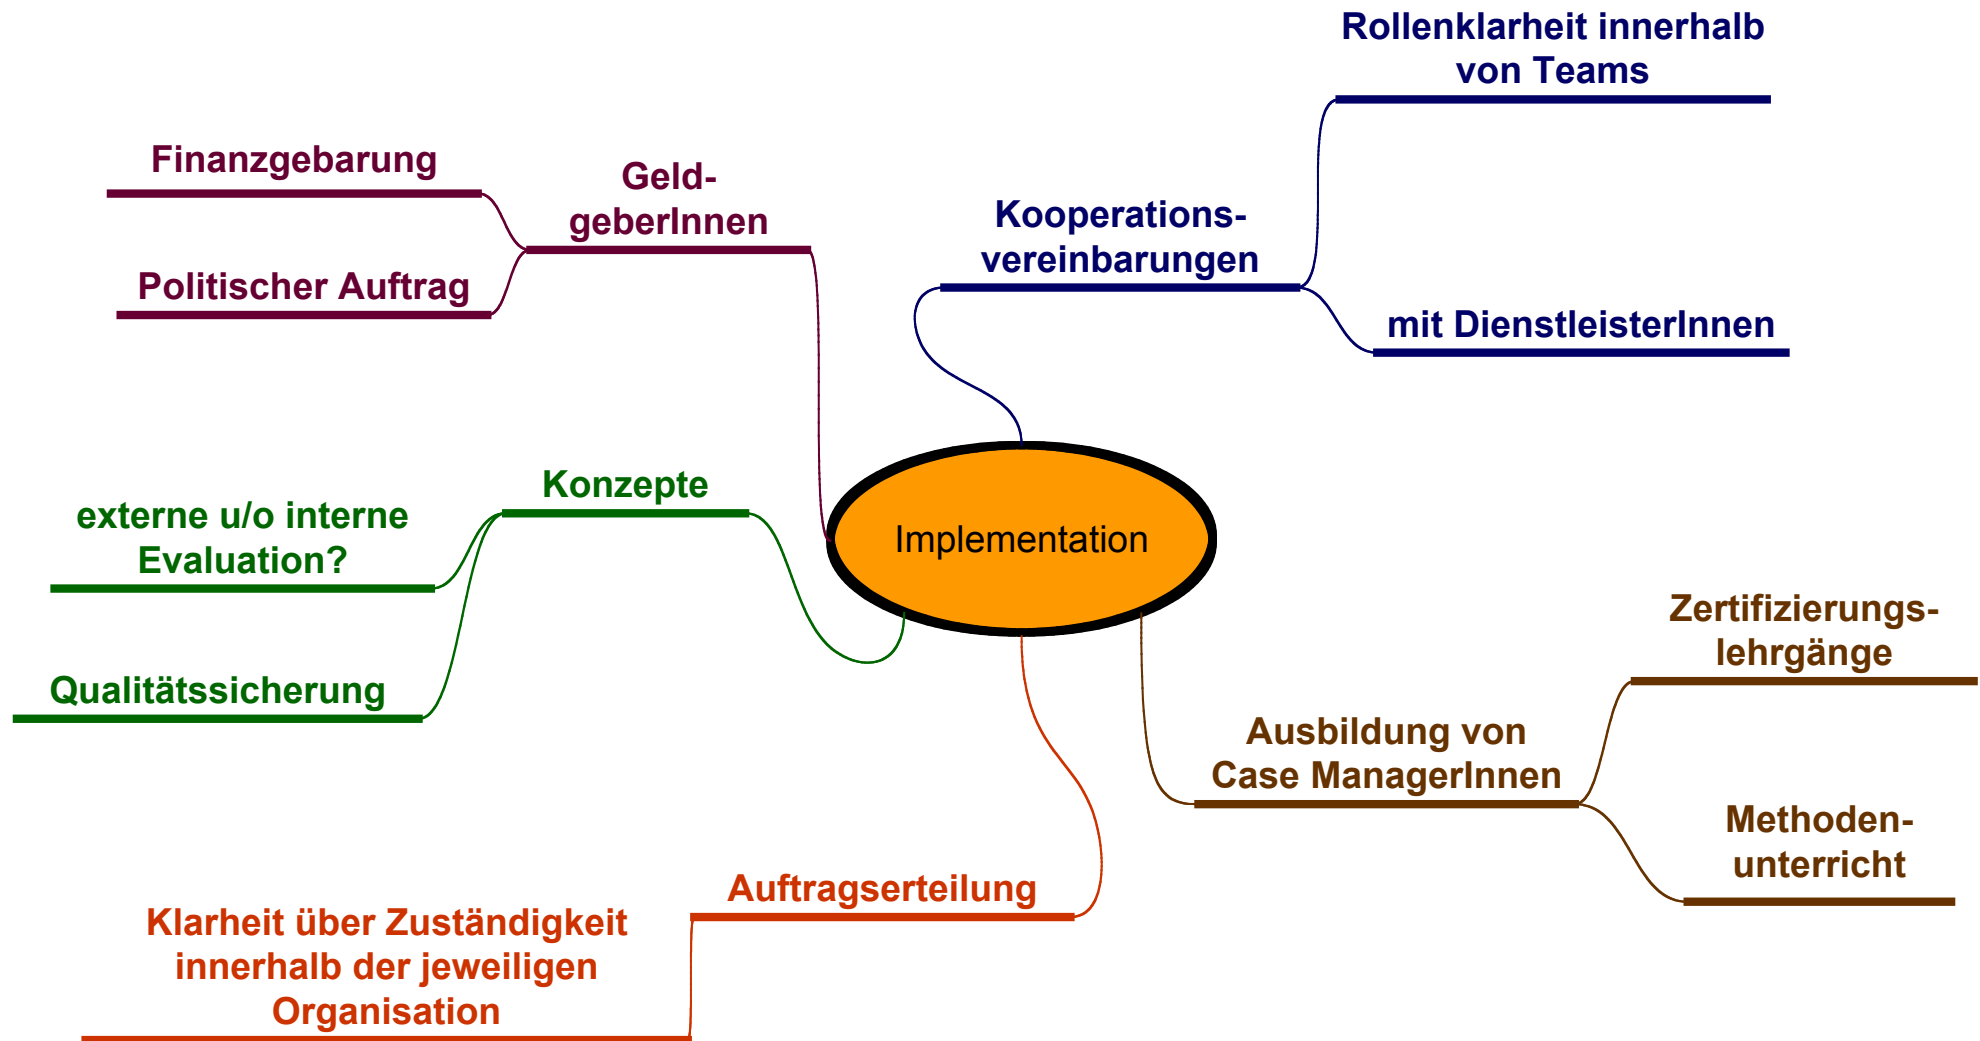 Rollenklarheit innerhalb
von Teams
Finanzgebarung
Geld-
geberInnen
Politischer Auftrag
Kooperations-
vereinbarungen
mit DienstleisterInnen
Konzepte
externe u/o interne
Evaluation?
Qualitätssicherung
Implementation
Zertifizierungs-
lehrgänge
Ausbildung von
Case ManagerInnen
Methoden-
unterricht
Auftragserteilung
Klarheit über Zuständigkeit
innerhalb der jeweiligen
Organisation